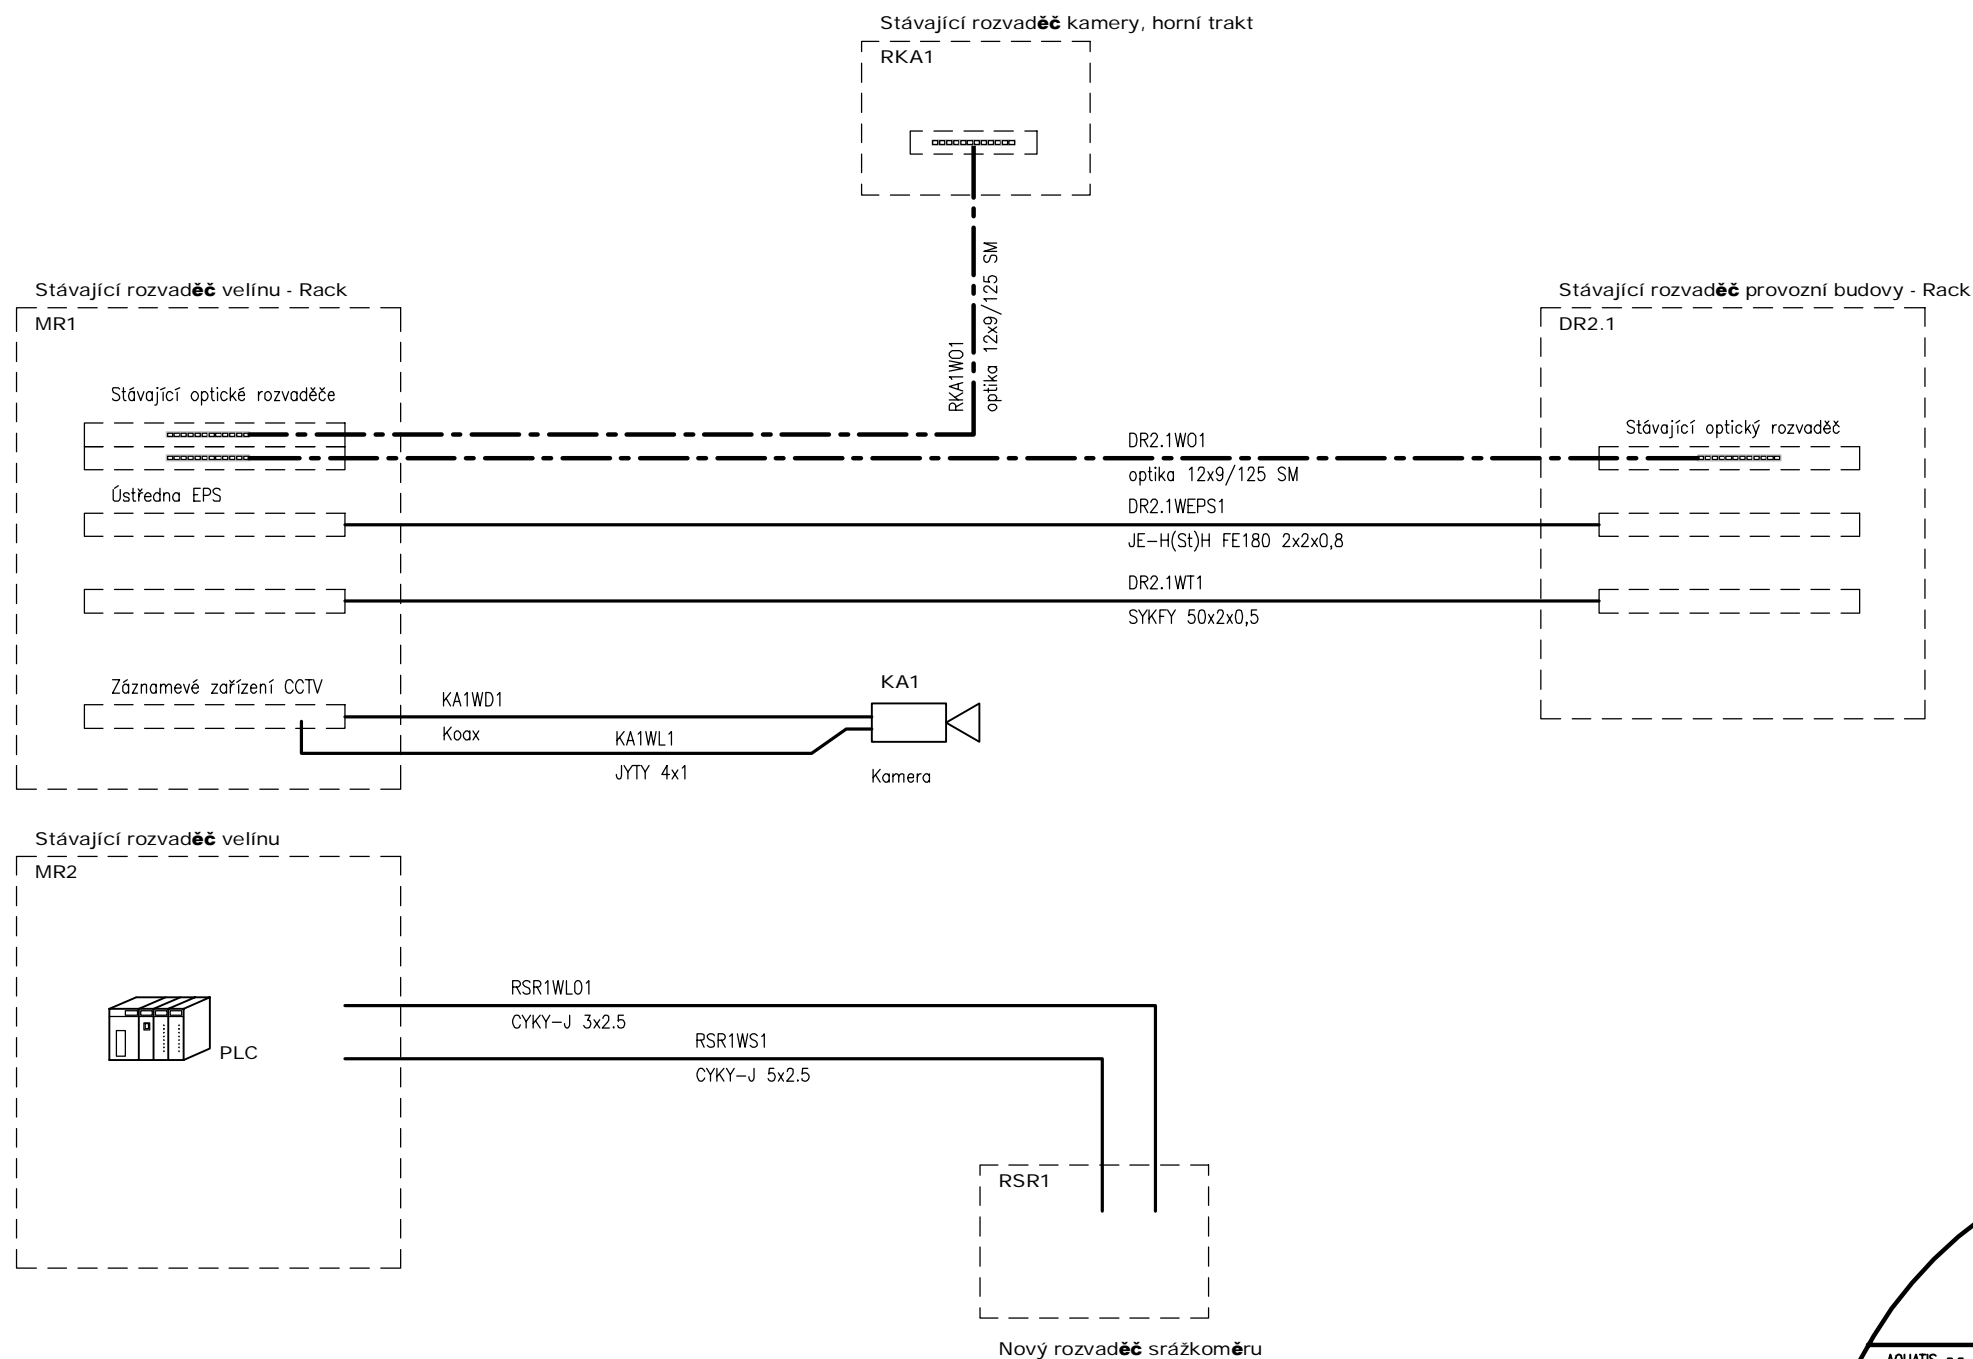 Stávající rozvaděč kamery, horní trakt
RKA1
RKA1WO1
optika 12x9/125 SM
Stávající rozvaděč velínu - Rack
MR1
Stávající optické rozvaděče
Ústředna EPS
Záznamevé zařízení CCTV
Stávající rozvaděč provozní budovy - Rack
DR2.1
Stávající optický rozvaděč
DR2.1WO1
optika 12x9/125 SM
DR2.1WEPS1
JE-H(St)H FE180 2x2x0,8
DR2.1WT1
SYKFY 50x2x0,5
KA1WD1
Koax
KA1WL1
JYTY 4x1
KA1
Kamera
Stávající rozvaděč velínu
MR2
PLC
RSR1WL01
CYKY-J 3x2.5
RSR1WS1
CYKY-J 5x2.5
RSR1
Nový rozvaděč srážkoměru